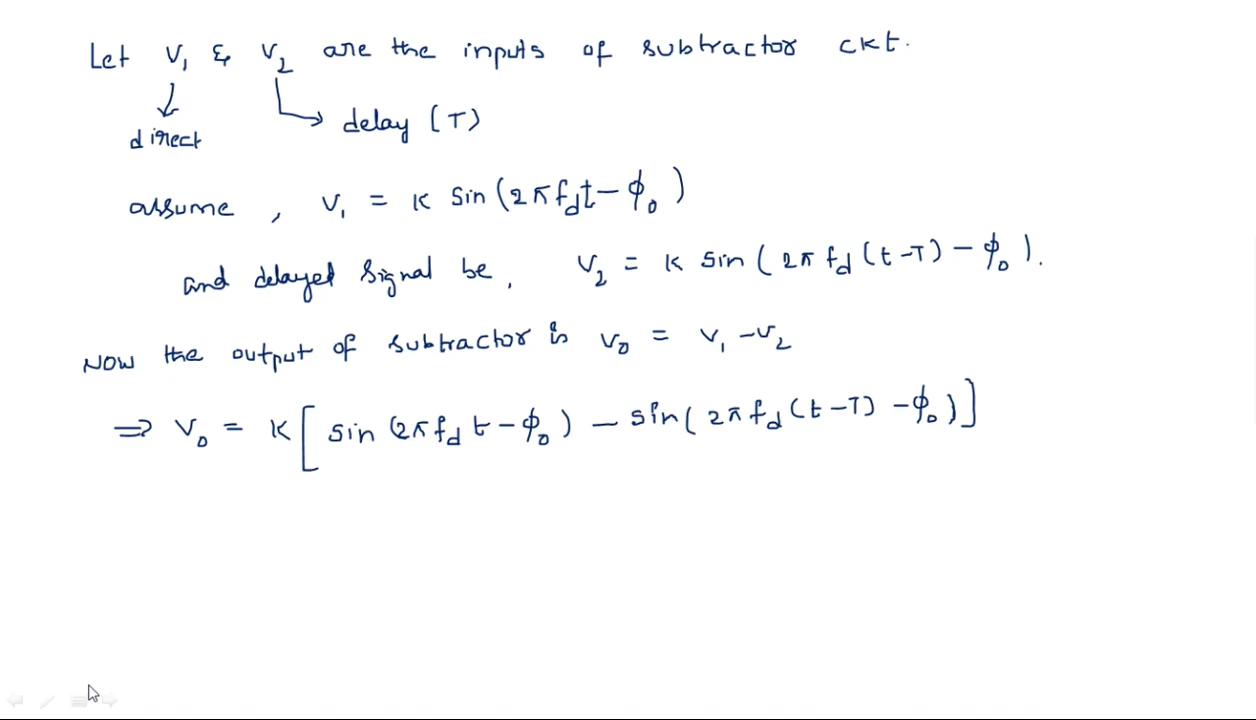 Let V₁ & V₂ are the inputs of subtractor ckt.
direct
delay (T)
assume, V₁ = K Sin(2πf_d t - ϕ₀)
and delayed signal be, V₂ = K Sin(2π f_d (t-T) - ϕ₀).
NOW the output of subtractor is V₀ = V₁ - V₂
⇒ V₀ = K[sin(2πf_d t - ϕ₀) - sin(2πf_d (t-T) - ϕ₀)]